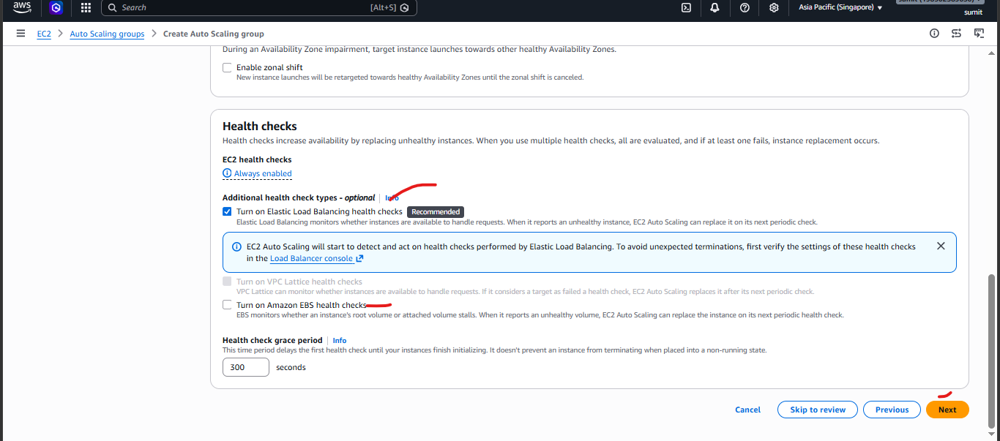 aws
Search
[Alt+S]
Asia Pacific (Singapore)
sumit
EC2 > Auto Scaling groups > Create Auto Scaling group
During an Availability Zone impairment, target instance launches towards other healthy Availability Zones.
Enable zonal shift
New instance launches will be retargeted towards healthy Availability Zones until the zonal shift is canceled.
Health checks
Health checks increase availability by replacing unhealthy instances. When you use multiple health checks, all are evaluated, and if at least one fails, instance replacement occurs.
EC2 health checks
Always enabled
Additional health check types - optional | Info
Turn on Elastic Load Balancing health checks Recommended
Elastic Load Balancing monitors whether instances are available to handle requests. When it reports an unhealthy instance, EC2 Auto Scaling can replace it on its next periodic check.
EC2 Auto Scaling will start to detect and act on health checks performed by Elastic Load Balancing. To avoid unexpected terminations, first verify the settings of these health checks
in the Load Balancer console
Turn on VPC Lattice health checks
VPC Lattice can monitor whether instances are available to handle requests. If it considers a target as failed a health check, EC2 Auto Scaling replaces it after its next periodic check.
Turn on Amazon EBS health checks
EBS monitors whether an instance's root volume or attached volume stalls. When it reports an unhealthy volume, EC2 Auto Scaling can replace the instance on its next periodic health check.
Health check grace period | Info
This time period delays the first health check until your instances finish initializing. It doesn't prevent an instance from terminating when placed into a non-running state.
300 seconds
Cancel Skip to review Previous Next